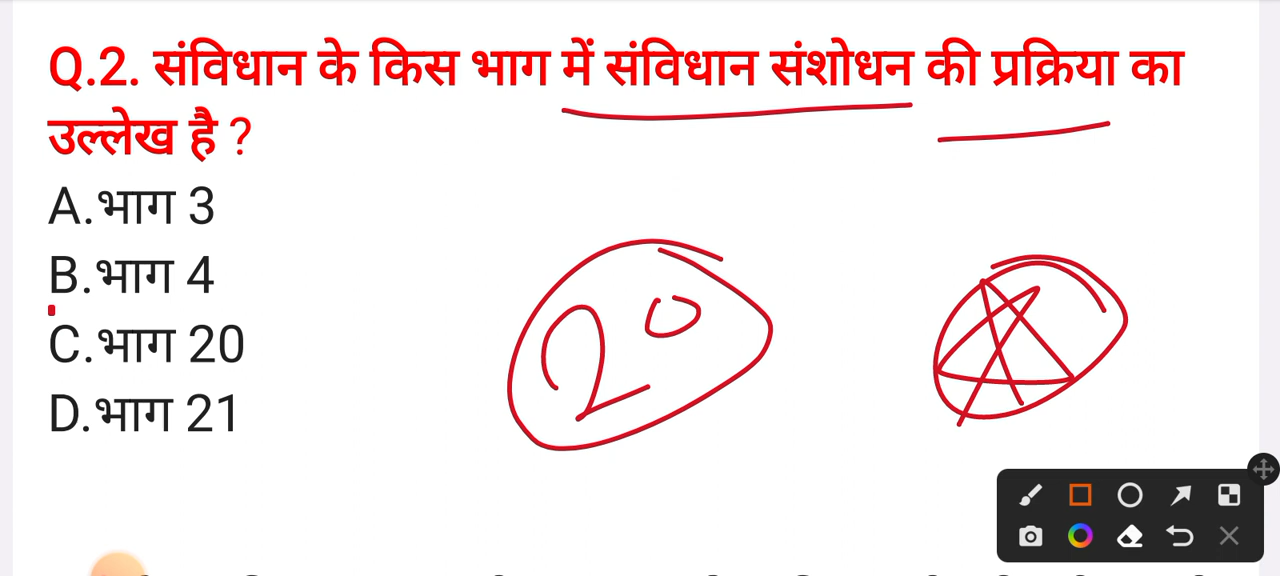 Q.2. संविधान के किस भाग में संविधान संशोधन की प्रक्रिया का
उल्लेख है ?
A.भाग 3
B.भाग 4
C.भाग 20
D.भाग 21
20